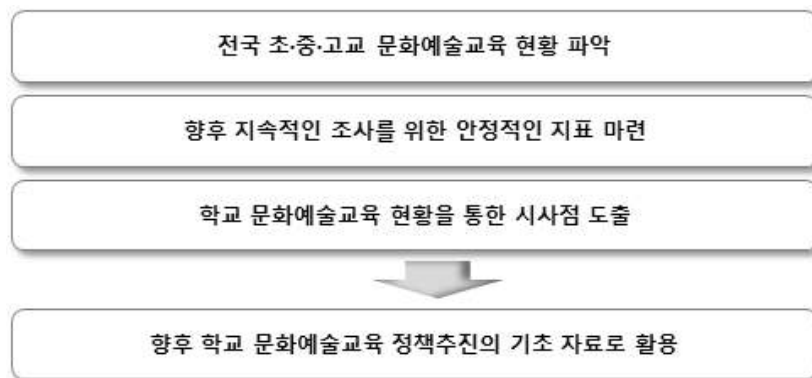 전국 초·중·고교 문화예술교육 현황 파악
향후 지속적인 조사를 위한 안정적인 지표 마련
학교 문화예술교육 현황을 통한 시사점 도출
향후 학교 문화예술교육 정책추진의 기초 자료로 활용